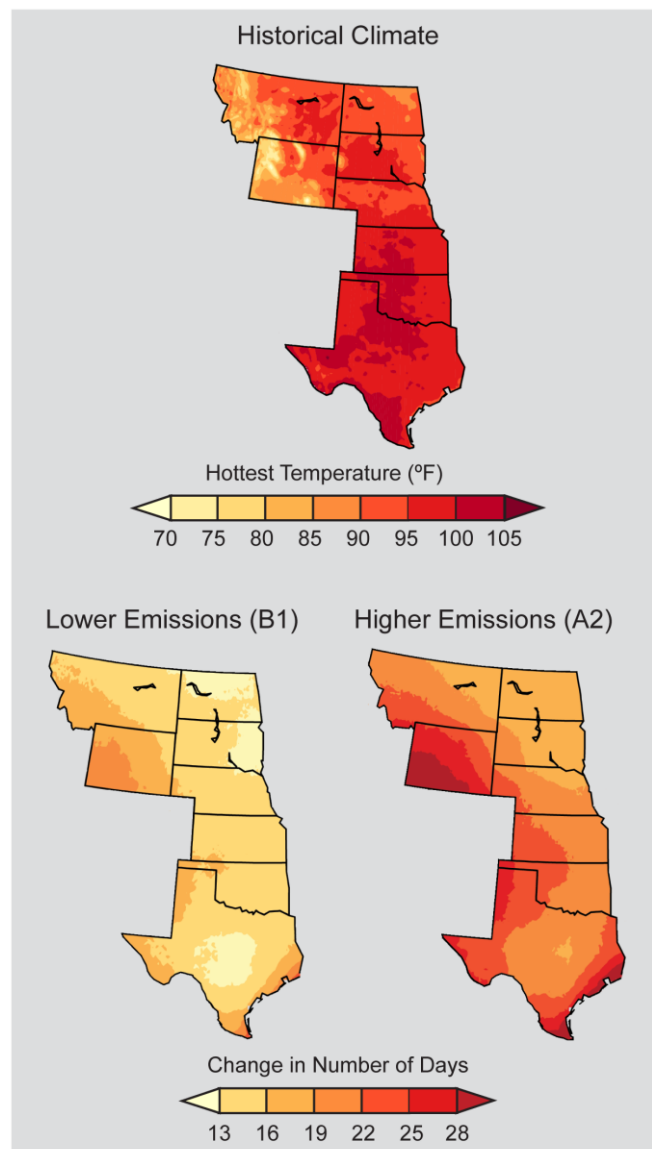 Historical Climate
Hottest Temperature (ºF)
70 75 80 85 90 95 100 105
Lower Emissions (B1)
Higher Emissions (A2)
Change in Number of Days
13 16 19 22 25 28